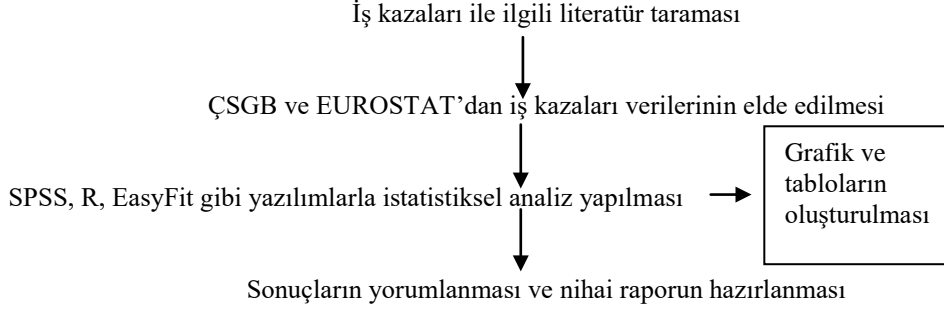 İş kazaları ile ilgili literatür taraması
ÇSGB ve EUROSTAT’dan iş kazaları verilerinin elde edilmesi
SPSS, R, EasyFit gibi yazılımlarla istatistiksel analiz yapılması
Grafik ve
tabloların
oluşturulması
Sonuçların yorumlanması ve nihai raporun hazırlanması